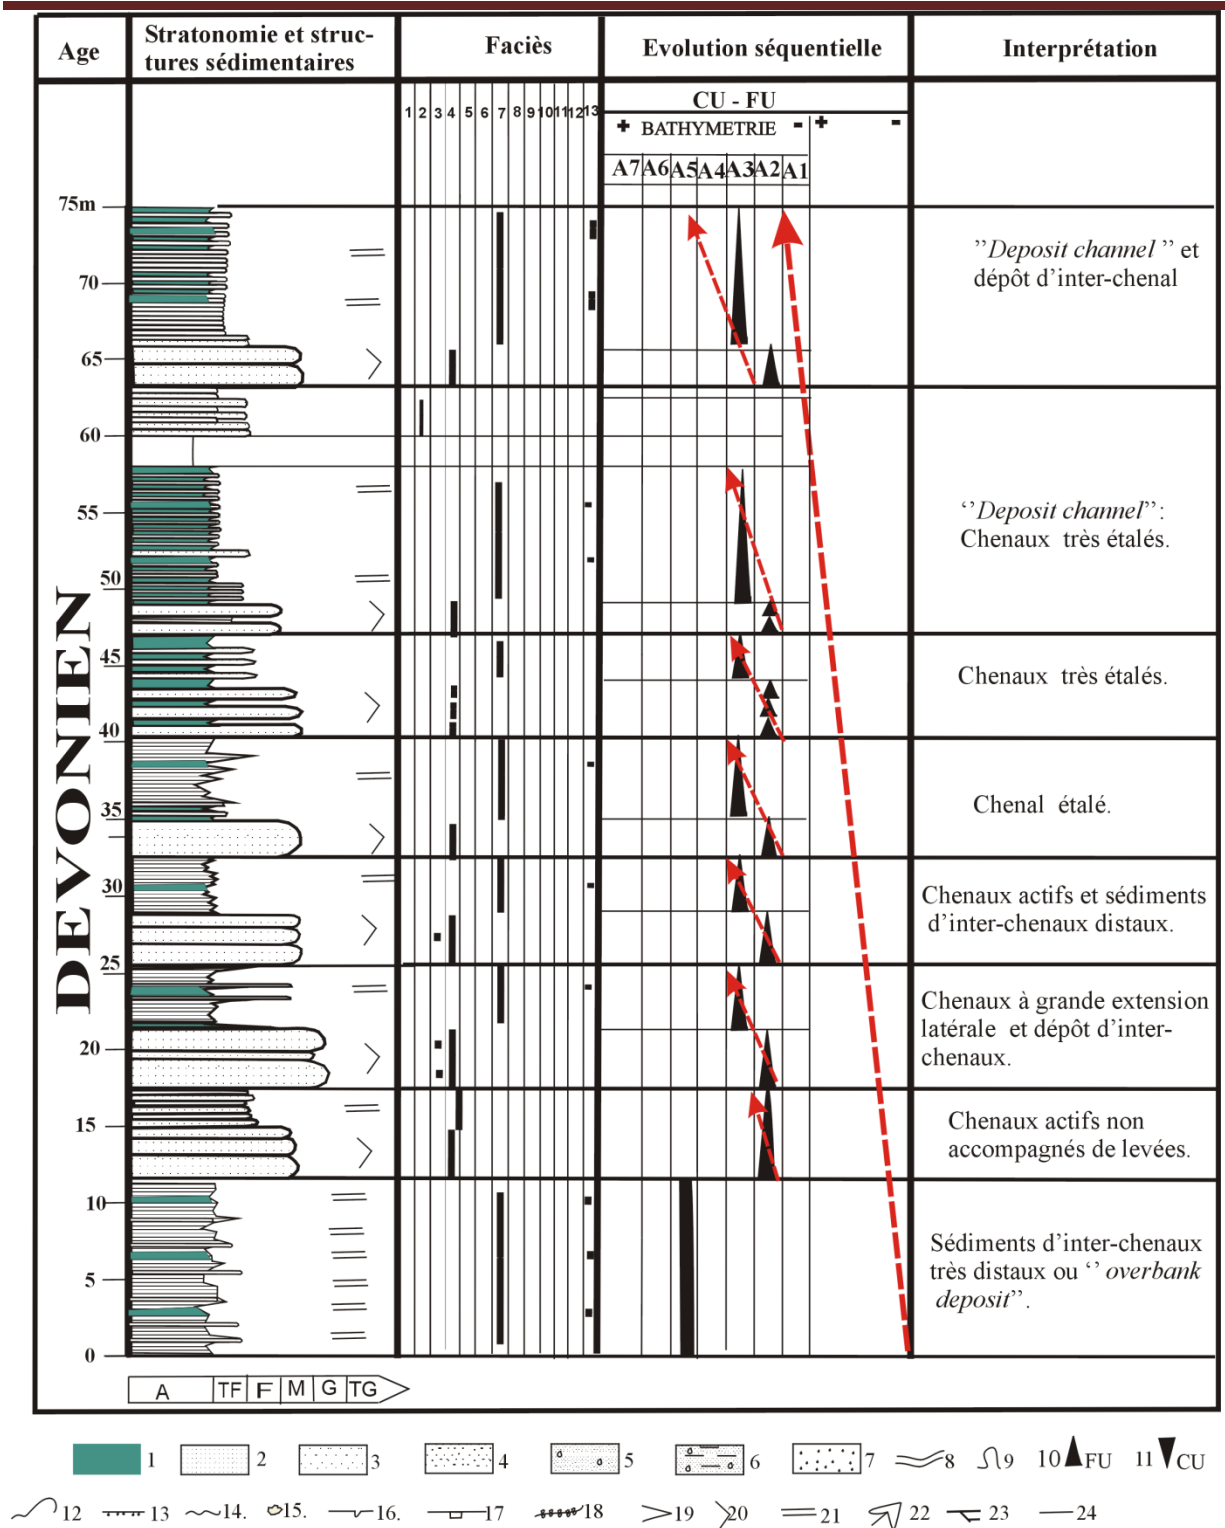 Age
Stratonomie et struc-
tures sédimentaires
Faciès
Evolution séquentielle
Interprétation
1 2 3 4 5 6 7 8 9 10 11 12 13
CU - FU
+ BATHYMETRIE - + -
A7 A6 A5 A4 A3 A2 A1
DEVONIEN
75m
70
65
60
55
50
45
40
35
30
25
20
15
10
5
0
’’Deposit channel ’’ et
dépôt d’inter-chenal
‘’Deposit channel’’:
Chenaux très étalés.
Chenaux très étalés.
Chenal étalé.
Chenaux actifs et sédiments
d’inter-chenaux distaux.
Chenaux à grande extension
latérale et dépôt d’inter-
chenaux.
Chenaux actifs non
accompagnés de levées.
Sédiments d’inter-chenaux
très distaux ou ‘’ overbank
deposit’’.
A TF F M G TG
1 2 3 4 5 6 7 8 9 10 FU 11 CU
12 13 14. 15. 16. 17 18 19 20 21 22 23 24